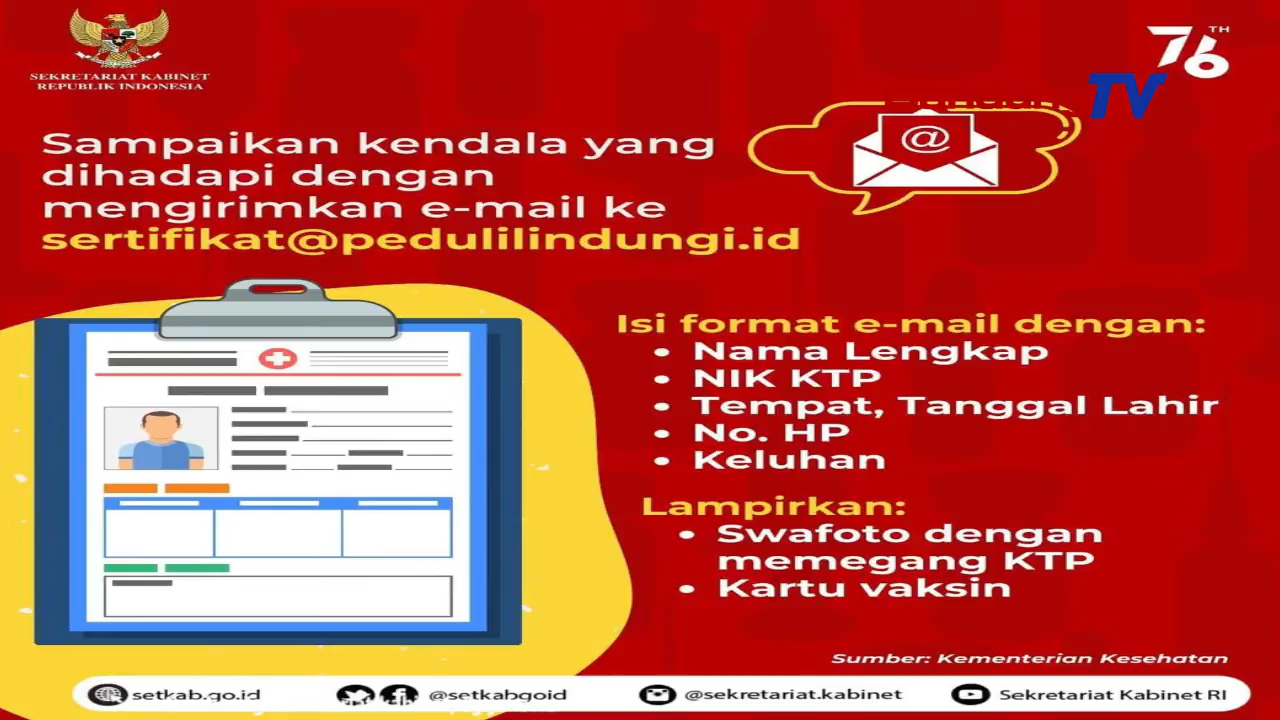 SEKRETARIAT KABINET
REPUBLIK INDONESIA
76
TH
TV
Sampaikan kendala yang
dihadapi dengan
mengirimkan e-mail ke
sertifikat@pedulilindungi.id
@
Isi format e-mail dengan:
• Nama Lengkap
• NIK KTP
• Tempat, Tanggal Lahir
• No. HP
• Keluhan
Lampirkan:
• Swafoto dengan
memegang KTP
• Kartu vaksin
Sumber: Kementerian Kesehatan
setkab.go.id
@setkabgoid
@sekretariat.kabinet
Sekretariat Kabinet RI